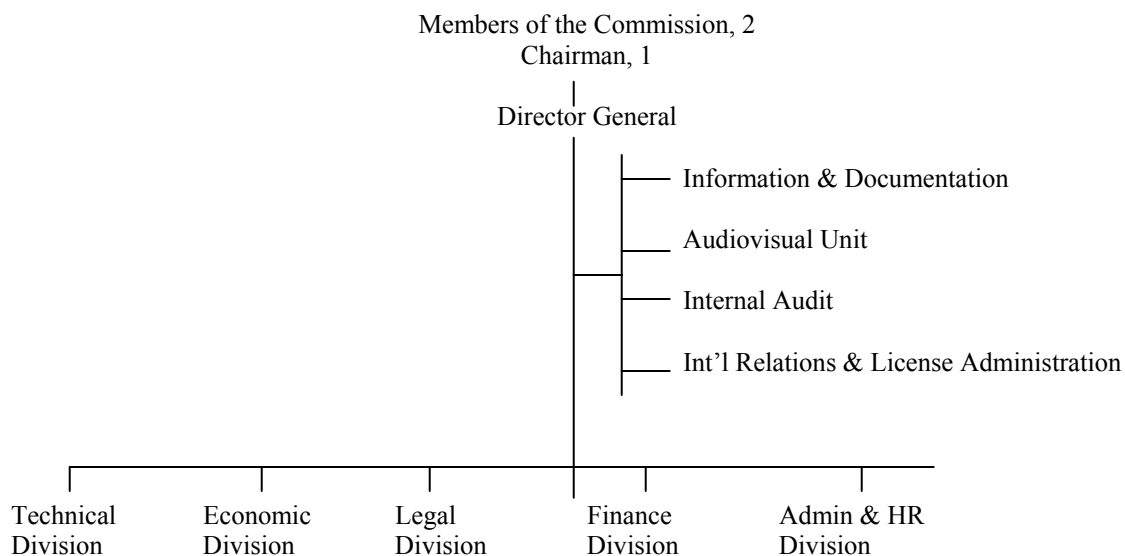 Members of the Commission, 2
Chairman, 1
Director General
Information & Documentation
Audiovisual Unit
Internal Audit
Int’l Relations & License Administration
Technical
Division
Economic
Division
Legal
Division
Finance
Division
Admin & HR
Division